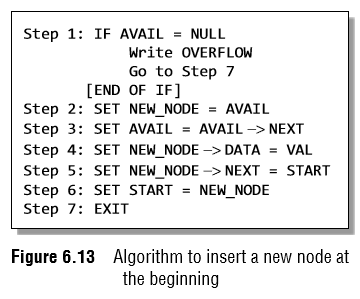 Step 1: IF AVAIL = NULL
Write OVERFLOW
Go to Step 7
[END OF IF]
Step 2: SET NEW_NODE = AVAIL
Step 3: SET AVAIL = AVAIL -> NEXT
Step 4: SET NEW_NODE -> DATA = VAL
Step 5: SET NEW_NODE -> NEXT = START
Step 6: SET START = NEW_NODE
Step 7: EXIT
Figure 6.13 Algorithm to insert a new node at
the beginning